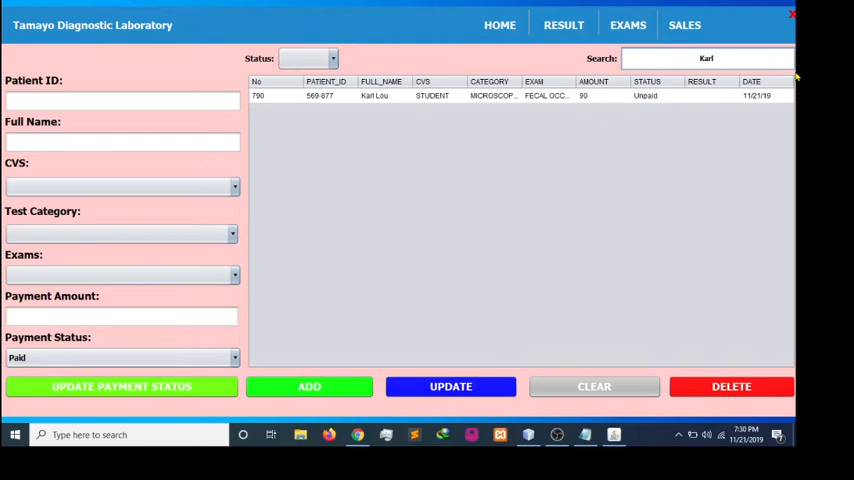 Tamayo Diagnostic Laboratory HOME RESULT EXAMS SALES X
Status: Search: Karl
Patient ID:
No PATIENT_ID FULL_NAME CVS CATEGORY EXAM AMOUNT STATUS RESULT DATE
790 569-877 Karl Lou STUDENT MICROSCOP... FECAL OCC... 90 Unpaid 11/21/19
Full Name:
CVS:
Test Category:
Exams:
Payment Amount:
Payment Status:
Paid
UPDATE PAYMENT STATUS ADD UPDATE CLEAR DELETE
Type here to search 7:30 PM
11/21/2019